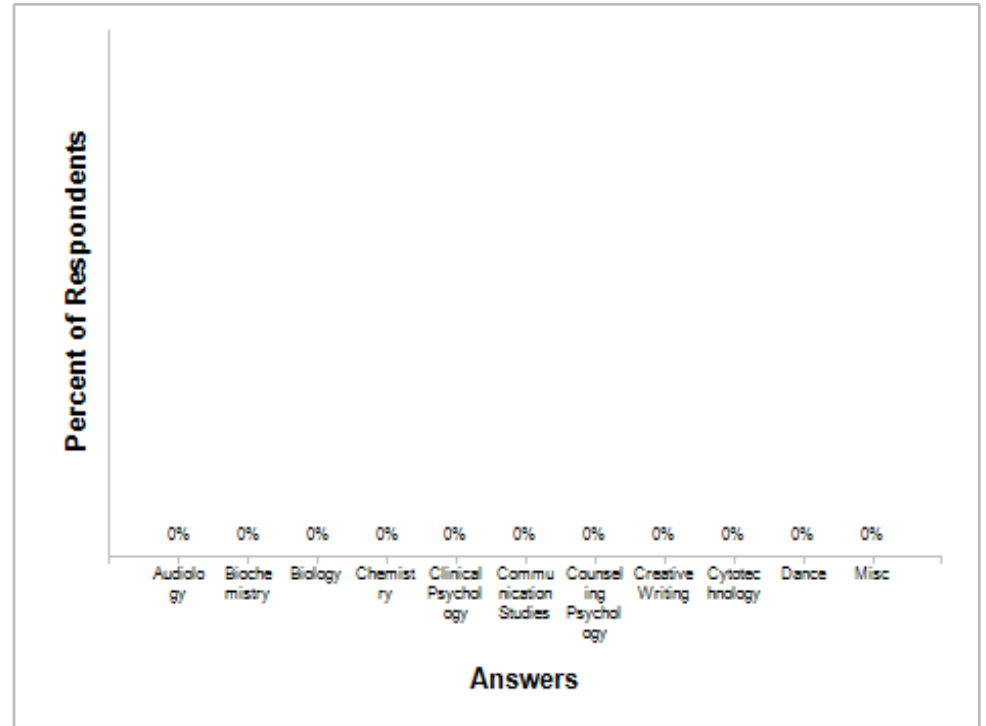 Percent of Respondents
0% 0% 0% 0% 0% 0% 0% 0% 0% 0% 0%
Audiolo
gy
Bioche
mistry
Biology
Chemist
ry
Clinical
Psychol
ogy
Commu
nication
Studies
Counsel
ing
Psychol
ogy
Creative
Writing
Cytotec
hnology
Dance
Misc
Answers